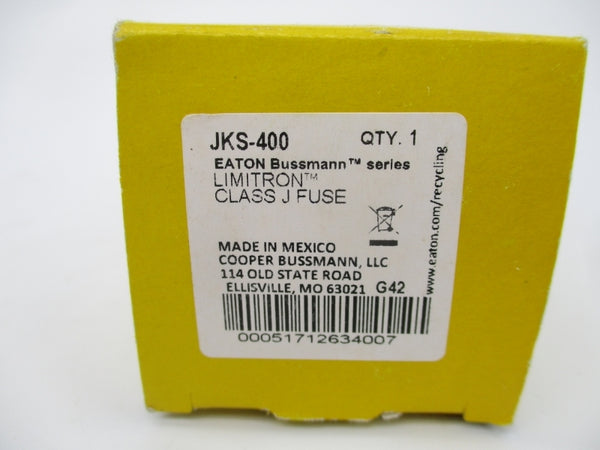 JKS-400 QTY. 1
EATON Bussmann™ series
LIMITRON™
CLASS J FUSE
MADE IN MEXICO
COOPER BUSSMANN, LLC
114 OLD STATE ROAD
ELLISVILLE, MO 63021 G42
00051712634007
www.eaton.com/recycling